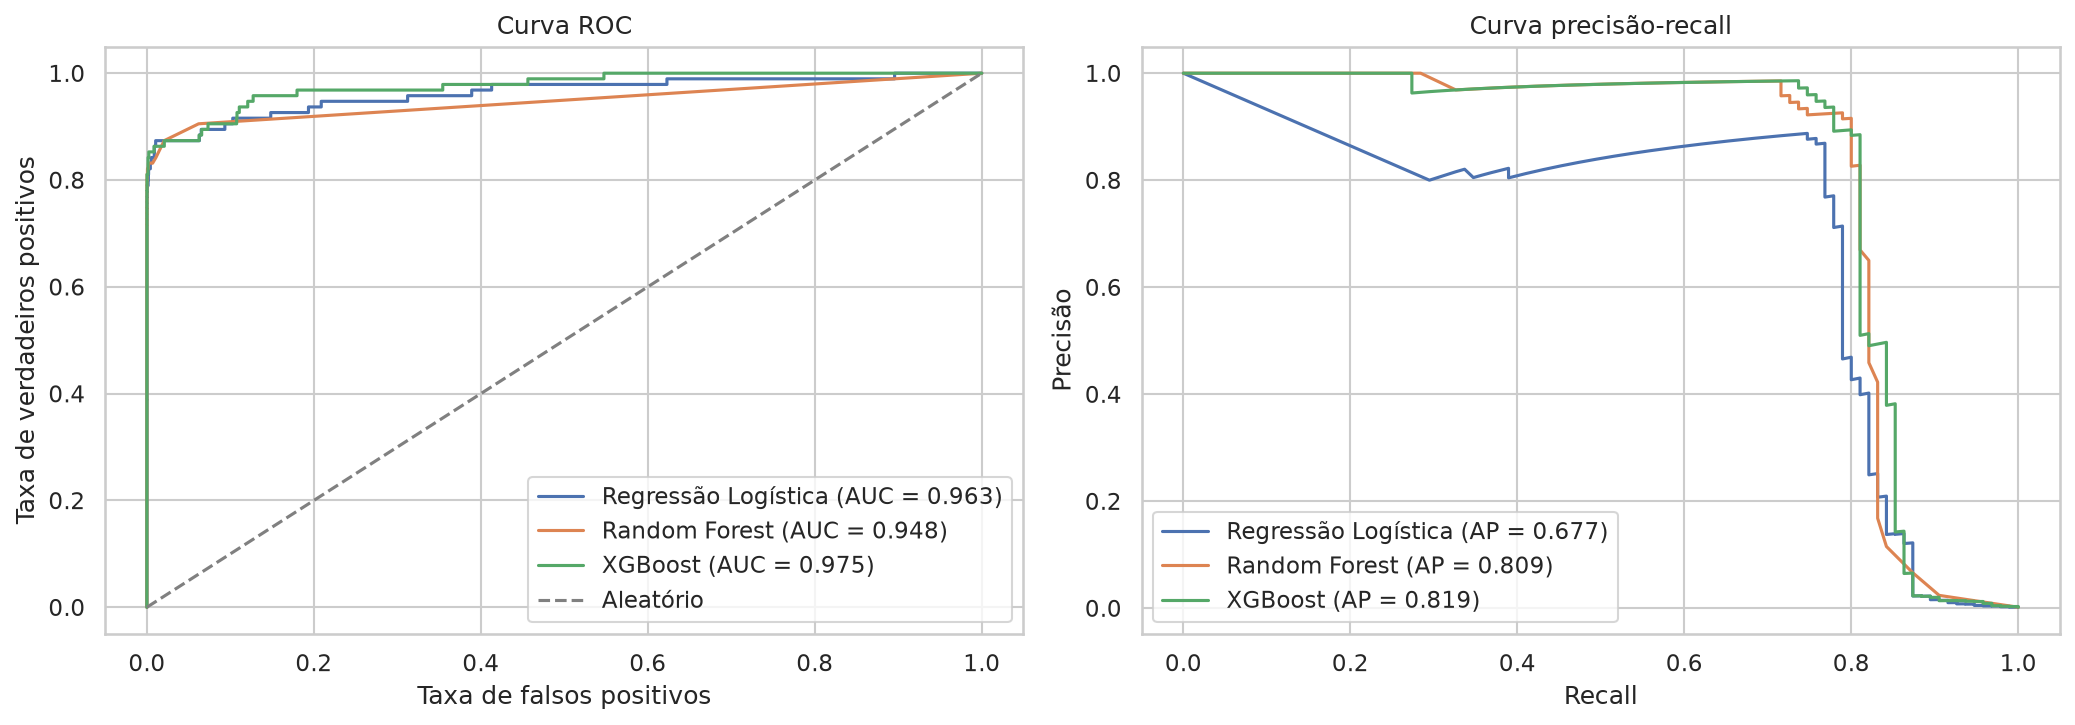 Curva ROC
Taxa de verdadeiros positivos
1.0
0.8
0.6
0.4
0.2
0.0
Regressão Logística (AUC = 0.963)
Random Forest (AUC = 0.948)
XGBoost (AUC = 0.975)
Aleatório
0.0 0.2 0.4 0.6 0.8 1.0
Taxa de falsos positivos
Curva precisão-recall
Precisão
1.0
0.8
0.6
0.4
0.2
0.0
Regressão Logística (AP = 0.677)
Random Forest (AP = 0.809)
XGBoost (AP = 0.819)
0.0 0.2 0.4 0.6 0.8 1.0
Recall